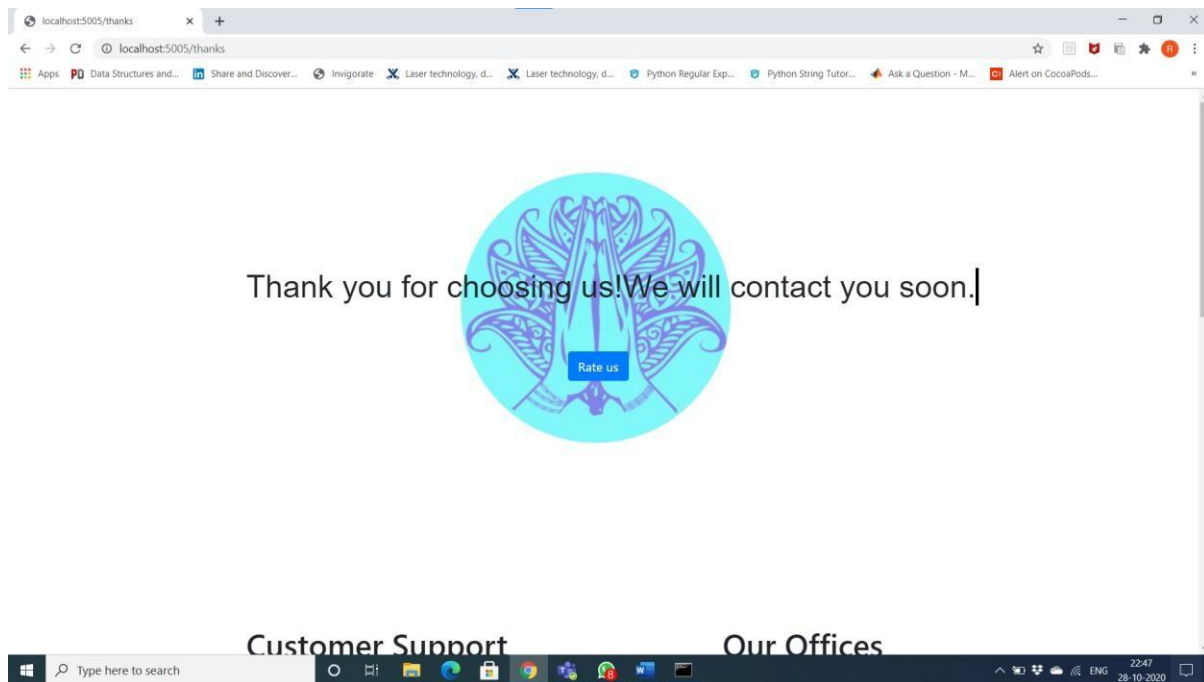 localhost:5005/thanks
localhost:5005/thanks
R
Apps PD Data Structures and... in Share and Discover... Invigorate Laser technology, d... Laser technology, d... Python Regular Exp... Python String Tutor... Ask a Question - M... Alert on CocoaPods... »
Thank you for choosing us!We will contact you soon.
Rate us
Customer Support Our Offices
Type here to search ENG 22:47
28-10-2020